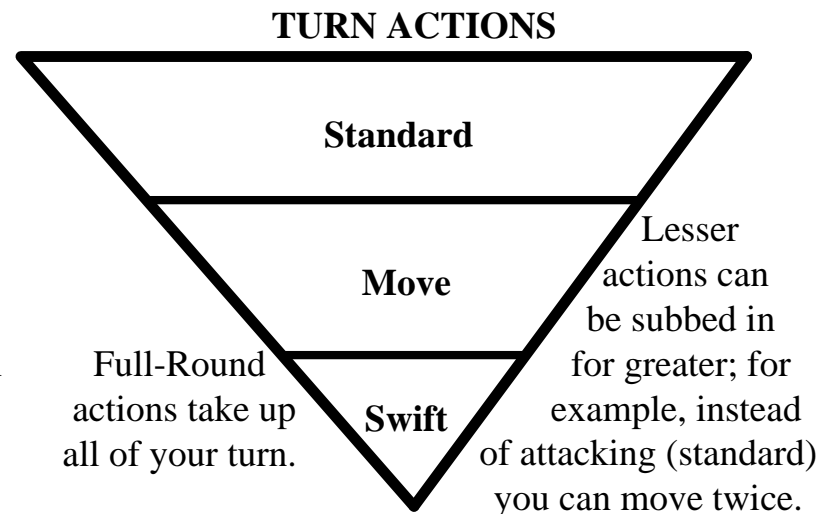 TURN ACTIONS
Standard
Move
Swift
Full-Round
actions take up
all of your turn.
Lesser
actions can
be subbed in
for greater; for
example, instead
of attacking (standard)
you can move twice.